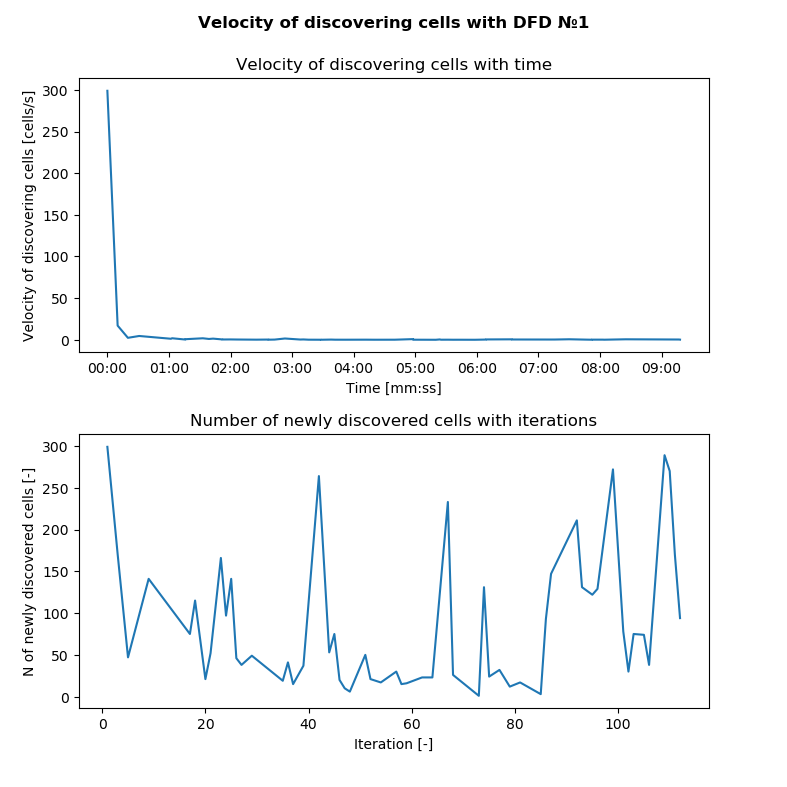 Velocity of discovering cells with DFD №1
Velocity of discovering cells with time
Velocity of discovering cells [cells/s]
300
250
200
150
100
50
0
00:00 01:00 02:00 03:00 04:00 05:00 06:00 07:00 08:00 09:00
Time [mm:ss]
Number of newly discovered cells with iterations
N of newly discovered cells [-]
300
250
200
150
100
50
0
0 20 40 60 80 100
Iteration [-]